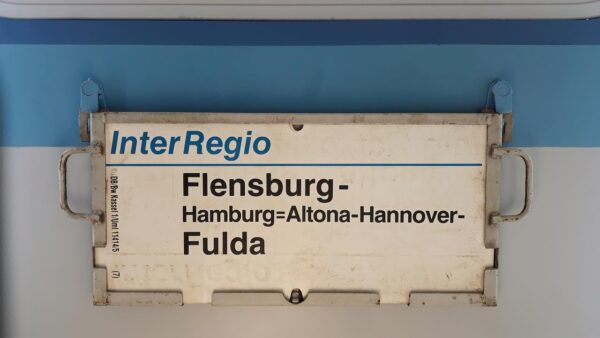 InterRegio
Flensburg-
Hamburg=Altona-Hannover-
Fulda